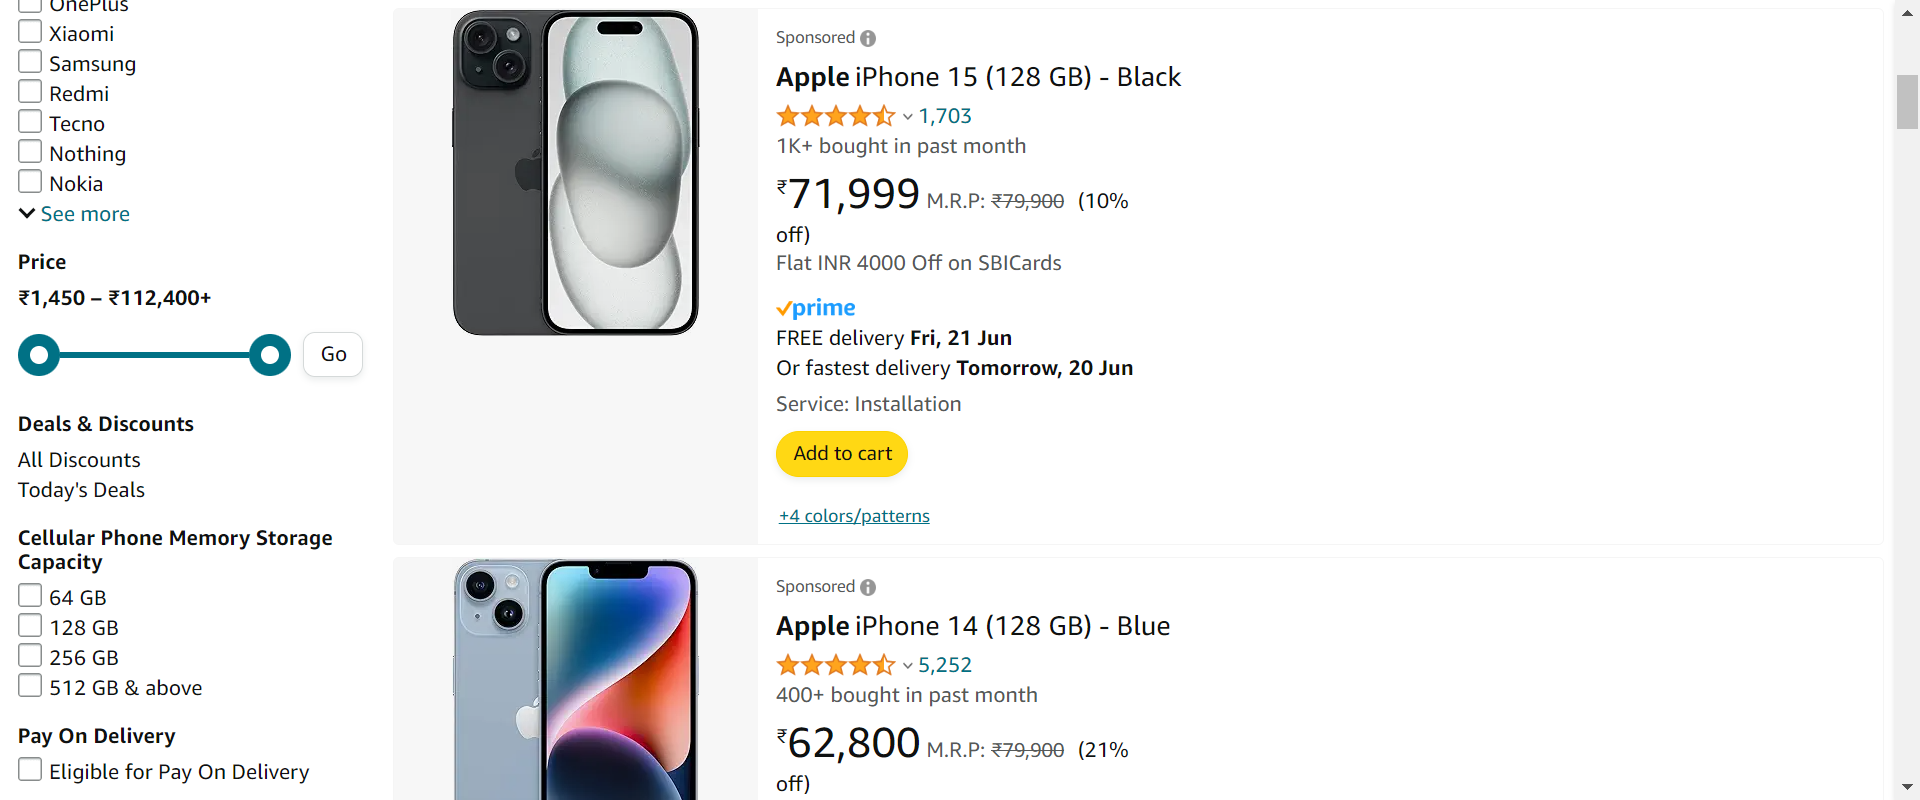 OnePlus
Xiaomi
Samsung
Redmi
Tecno
Nothing
Nokia
See more
Price
₹1,450 – ₹112,400+
Go
Deals & Discounts
All Discounts
Today's Deals
Cellular Phone Memory Storage
Capacity
64 GB
128 GB
256 GB
512 GB & above
Pay On Delivery
Eligible for Pay On Delivery
Sponsored
Apple iPhone 15 (128 GB) - Black
1,703
1K+ bought in past month
₹71,999 M.R.P: ₹79,900 (10%
off)
Flat INR 4000 Off on SBICards
prime
FREE delivery Fri, 21 Jun
Or fastest delivery Tomorrow, 20 Jun
Service: Installation
Add to cart
+4 colors/patterns
Sponsored
Apple iPhone 14 (128 GB) - Blue
5,252
400+ bought in past month
₹62,800 M.R.P: ₹79,900 (21%
off)